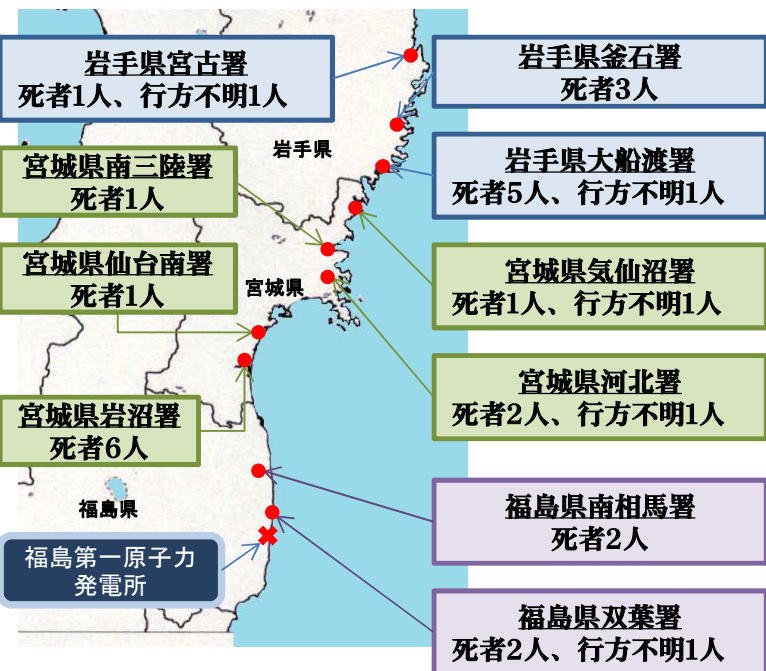 岩手県宮古署
死者1人、行方不明1人
岩手県釜石署
死者3人
岩手県
岩手県大船渡署
死者5人、行方不明1人
宮城県南三陸署
死者1人
宮城県仙台南署
死者1人
宮城県
宮城県気仙沼署
死者1人、行方不明1人
宮城県河北署
死者2人、行方不明1人
宮城県岩沼署
死者6人
福島県
福島県南相馬署
死者2人
福島第一原子力
発電所
福島県双葉署
死者2人、行方不明1人